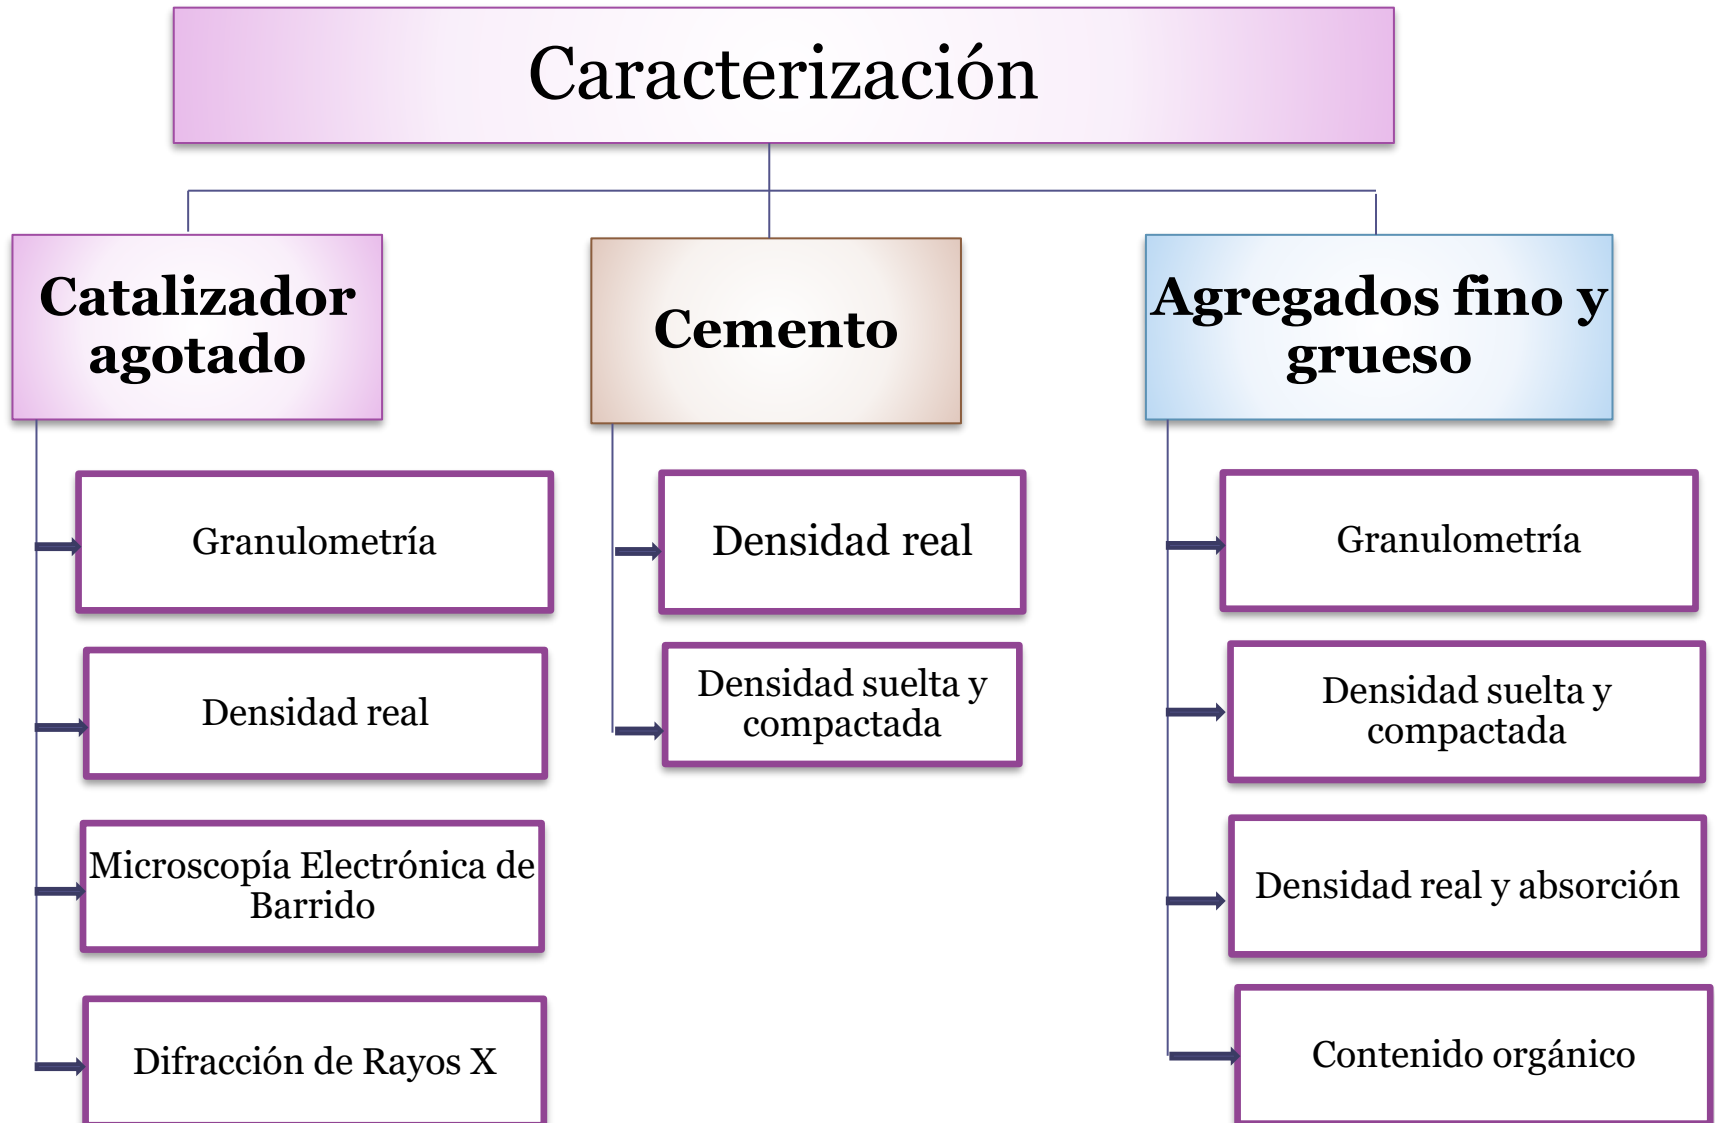 Caracterización
Catalizador
agotado
Granulometría
Densidad real
Microscopía Electrónica de
Barrido
Difracción de Rayos X
Cemento
Densidad real
Densidad suelta y
compactada
Agregados fino y
grueso
Granulometría
Densidad suelta y
compactada
Densidad real y absorción
Contenido orgánico